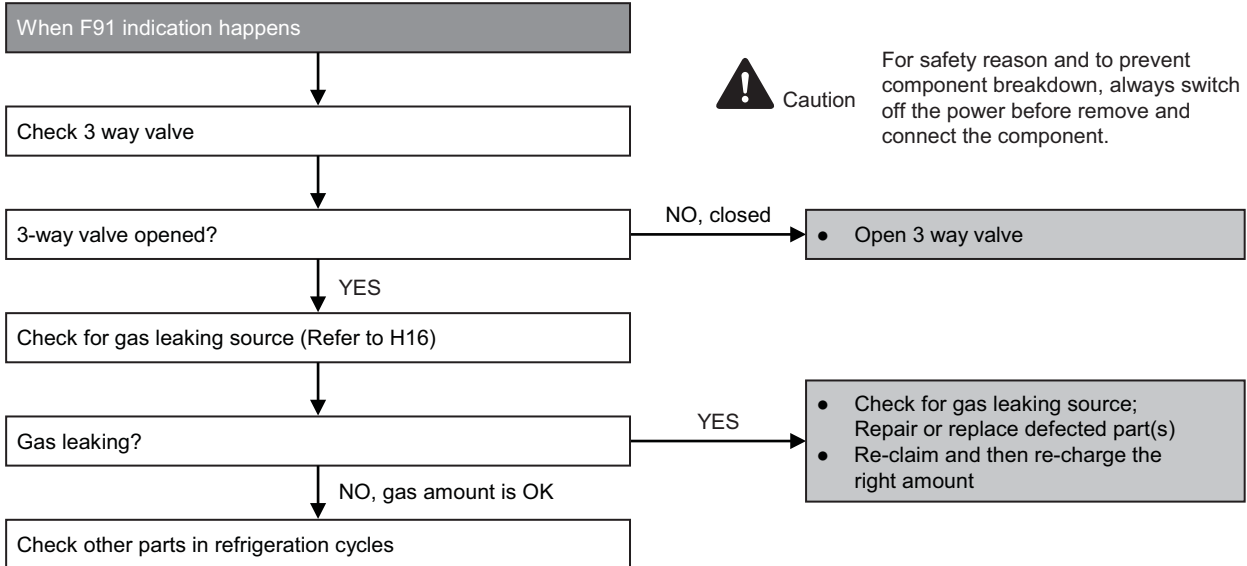 When F91 indication happens
Caution
For safety reason and to prevent
component breakdown, always switch
off the power before remove and
connect the component.
Check 3 way valve
3-way valve opened?
NO, closed
● Open 3 way valve
YES
Check for gas leaking source (Refer to H16)
Gas leaking?
YES
● Check for gas leaking source;
Repair or replace defected part(s)
● Re-claim and then re-charge the
right amount
NO, gas amount is OK
Check other parts in refrigeration cycles